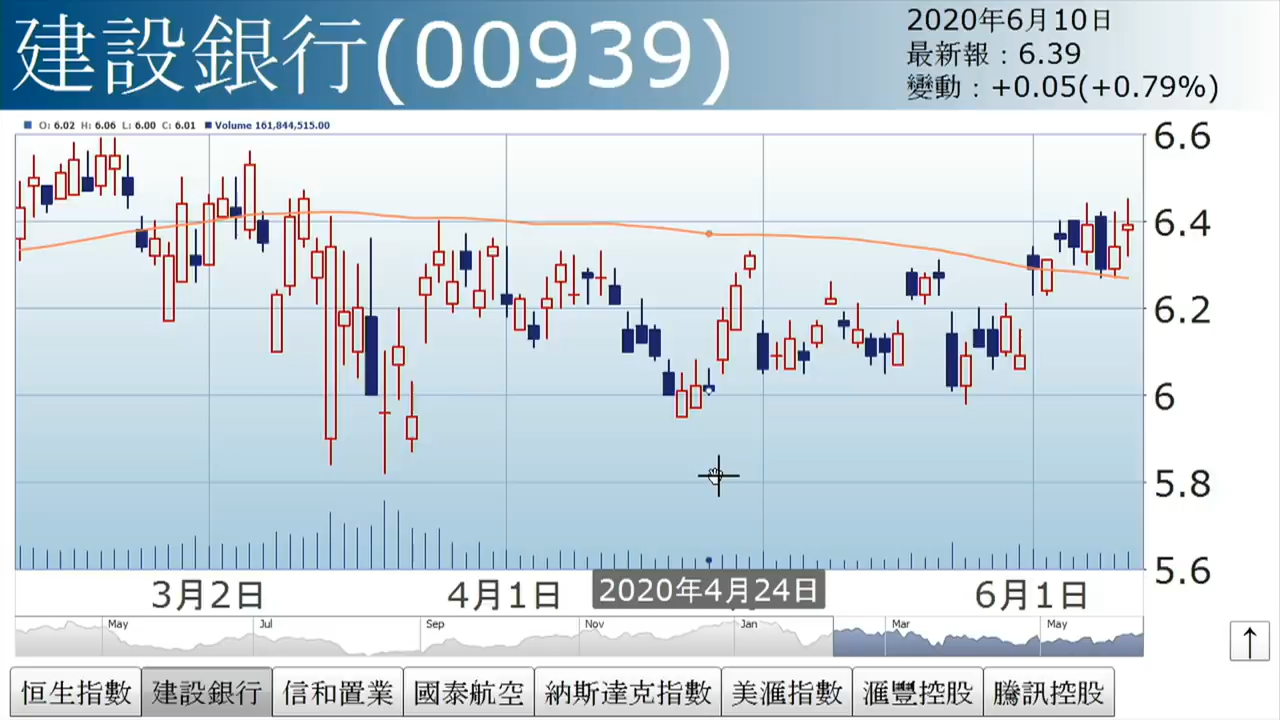 建設銀行(00939)
2020年6月10日
最新報：6.39
變動：+0.05(+0.79%)
O: 6.02 H: 6.06 L: 6.00 C: 6.01 Volume 161,844,515.00
6.6
6.4
6.2
6
5.8
5.6
3月2日 4月1日 2020年4月24日 6月1日
May Jul Sep Nov Jan Mar May
↑
恒生指數 建設銀行 信和置業 國泰航空 納斯達克指數 美滙指數 滙豐控股 騰訊控股